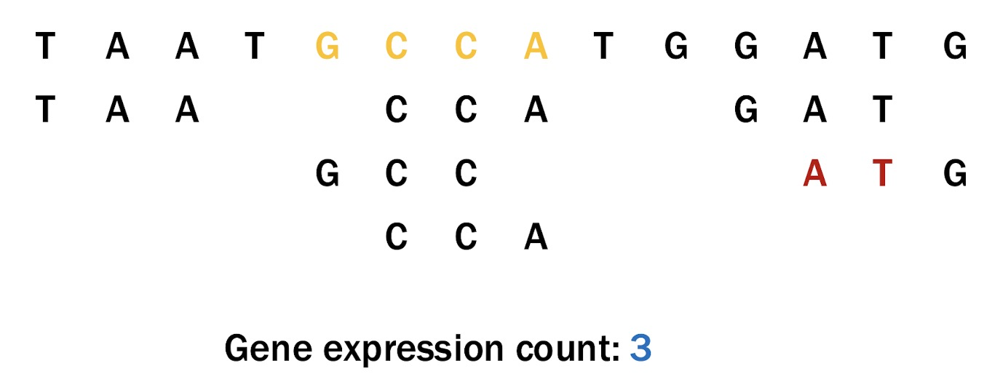 T A A T G C C A T G G A T G
T A A C C A G A T
G C C A T G
C C A
Gene expression count: 3